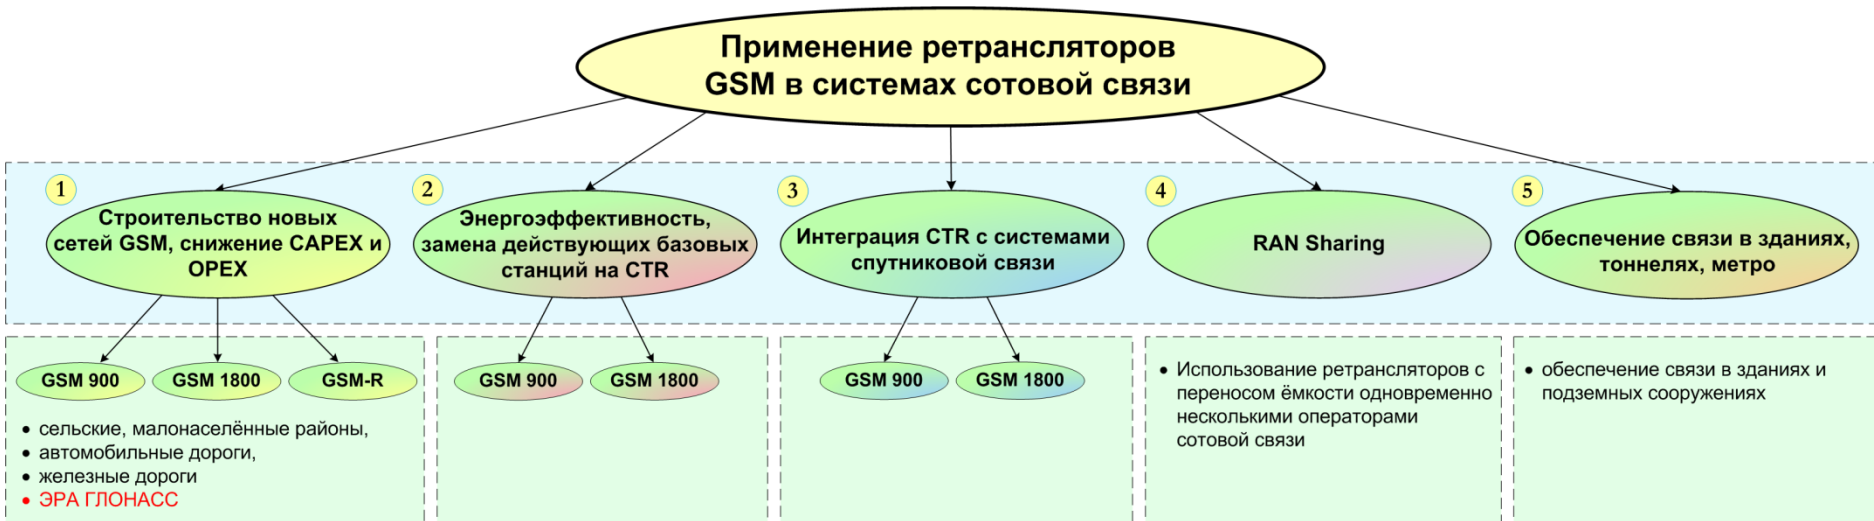 Применение ретрансляторов
GSM в системах сотовой связи
1
Строительство новых
сетей GSM, снижение CAPEX и
OPEX
2
Энергоэффективность,
замена действующих базовых
станций на CTR
3
Интеграция CTR с системами
спутниковой связи
4
RAN Sharing
5
Обеспечение связи в зданиях,
тоннелях, метро
GSM 900
GSM 1800
GSM-R
• сельские, малонаселённые районы,
• автомобильные дороги,
• железные дороги
• ЭРА ГЛОНАСС
GSM 900
GSM 1800
GSM 900
GSM 1800
• Использование ретрансляторов с
переносом ёмкости одновременно
несколькими операторами
сотовой связи
• обеспечение связи в зданиях и
подземных сооружениях